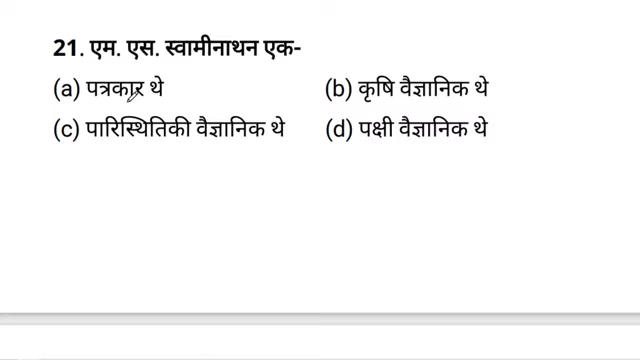 21. एम. एस. स्वामीनाथन एक-
(a) पत्रकार थे (b) कृषि वैज्ञानिक थे
(c) पारिस्थितिकी वैज्ञानिक थे (d) पक्षी वैज्ञानिक थे